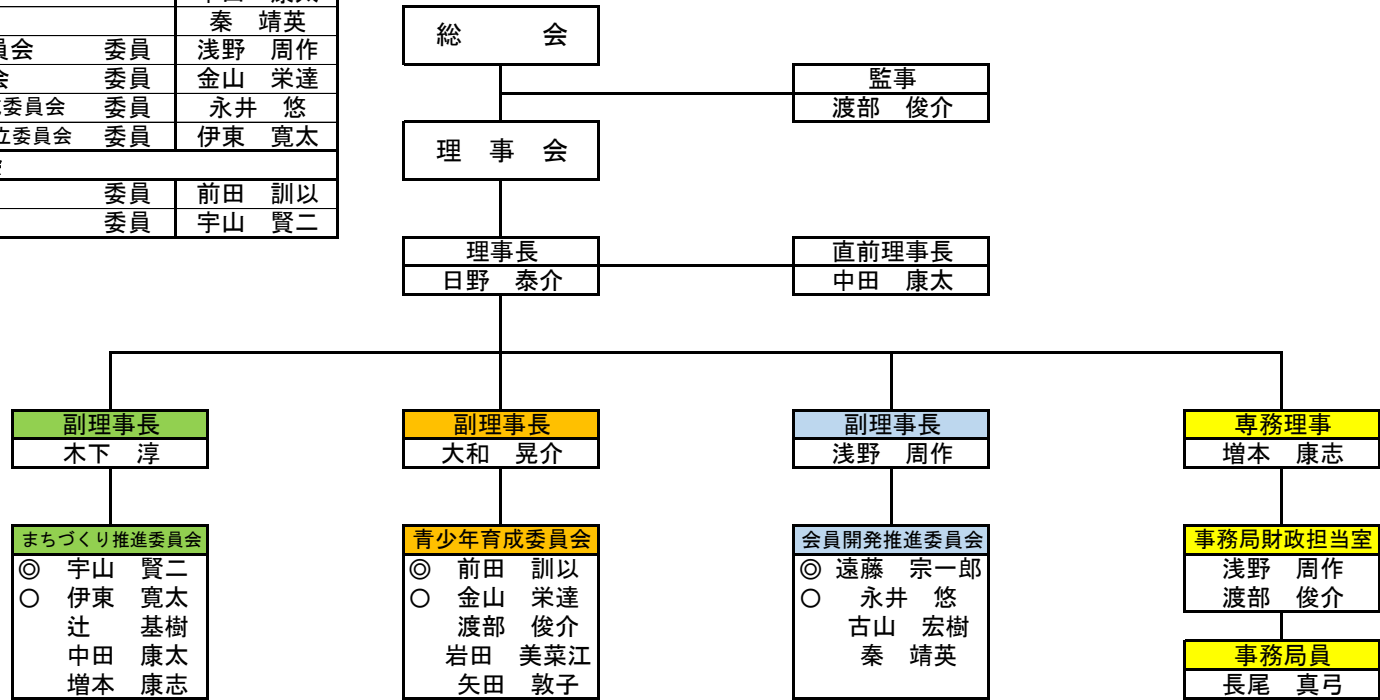 秦　靖英
員会　委員　浅野　周作
会　委員　金山　栄達
委員会　委員　永井　悠
立委員会　委員　伊東　寛太
委員　前田　訓以
委員　宇山　賢二
総　会
監事
渡部　俊介
理　事　会
理事長
日野　泰介
直前理事長
中田　康太
副理事長
木下　淳
副理事長
大和　晃介
副理事長
浅野　周作
専務理事
増本　康志
まちづくり推進委員会
◎　宇山　賢二
○　伊東　寛太
辻　基樹
中田　康太
増本　康志
青少年育成委員会
◎　前田　訓以
○　金山　栄達
渡部　俊介
岩田　美菜江
矢田　敦子
会員開発推進委員会
◎　遠藤　宗一郎
○　永井　悠
古山　宏樹
秦　靖英
事務局財政担当室
浅野　周作
渡部　俊介
事務局員
長尾　真弓